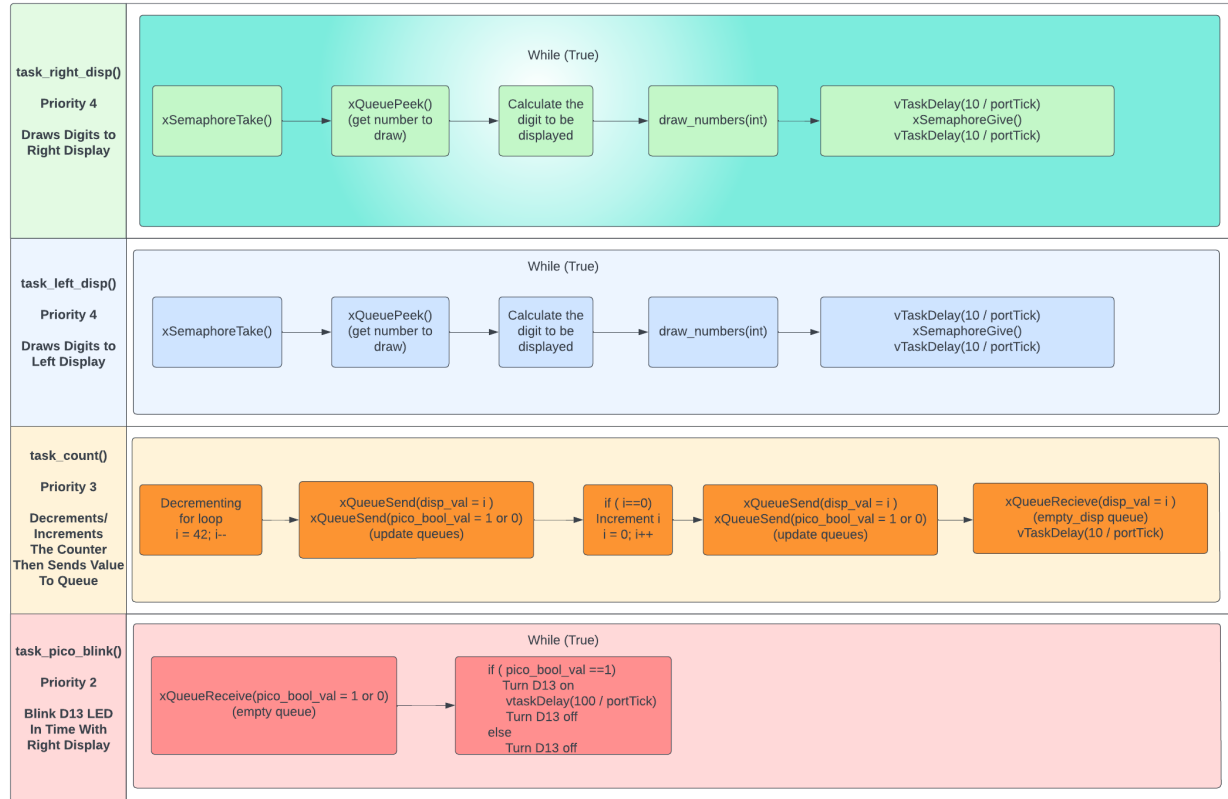 task_right_disp()
Priority 4
Draws Digits to
Right Display
While (True)
xSemaphoreTake()
xQueuePeek()
(get number to
draw)
Calculate the
digit to be
displayed
draw_numbers(int)
vTaskDelay(10 / portTick)
xSemaphoreGive()
vTaskDelay(10 / portTick)
task_left_disp()
Priority 4
Draws Digits to
Left Display
While (True)
xSemaphoreTake()
xQueuePeek()
(get number to
draw)
Calculate the
digit to be
displayed
draw_numbers(int)
vTaskDelay(10 / portTick)
xSemaphoreGive()
vTaskDelay(10 / portTick)
task_count()
Priority 3
Decrements/
Increments
The Counter
Then Sends Value
To Queue
Decrementing
for loop
i = 42; i--
xQueueSend(disp_val = i )
xQueueSend(pico_bool_val = 1 or 0)
(update queues)
if ( i==0)
Increment i
i = 0; i++
xQueueSend(disp_val = i )
xQueueSend(pico_bool_val = 1 or 0)
(update queues)
xQueueRecieve(disp_val = i )
(empty_disp queue)
vTaskDelay(10 / portTick)
task_pico_blink()
Priority 2
Blink D13 LED
In Time With
Right Display
While (True)
xQueueReceive(pico_bool_val = 1 or 0)
(empty queue)
if ( pico_bool_val ==1)
Turn D13 on
vtaskDelay(100 / portTick)
Turn D13 off
else
Turn D13 off